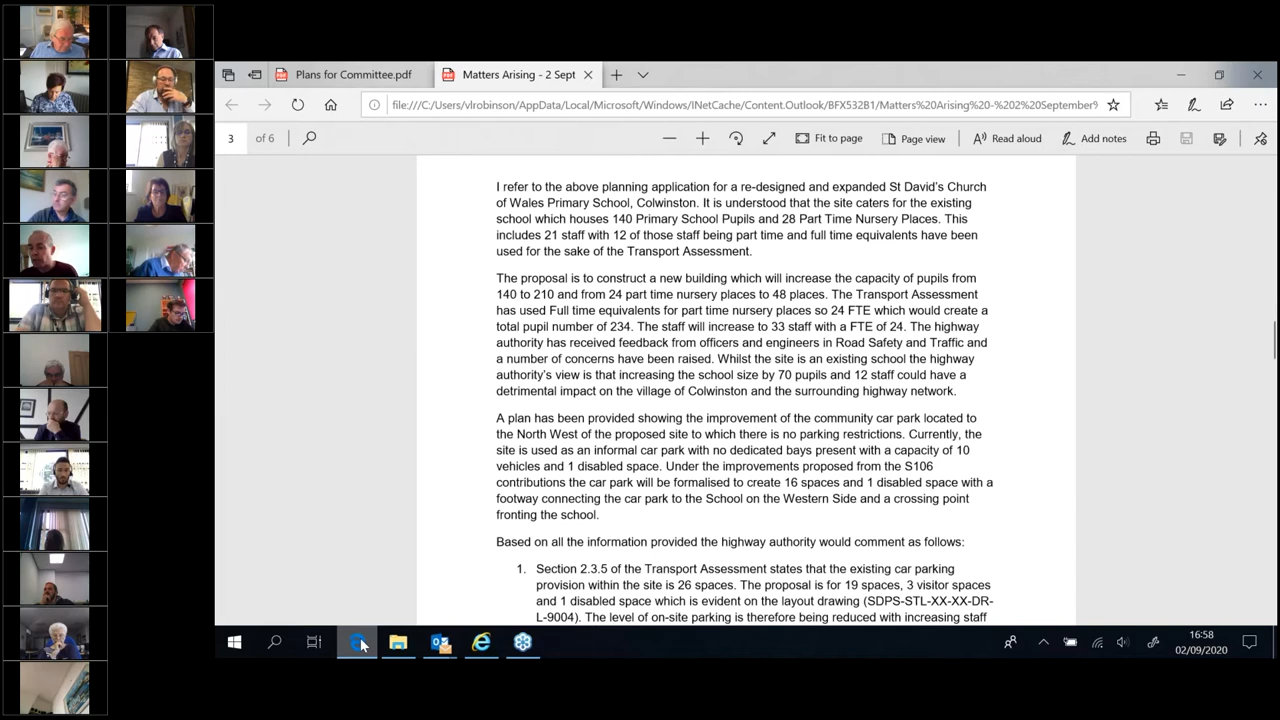 Plans for Committee.pdf
Matters Arising - 2 Sept
file:///C:/Users/vlrobinson/AppData/Local/Microsoft/Windows/INetCache/Content.Outlook/BFX532B1/Matters%20Arising%20-%202%20September%
3 of 6
Fit to page
Page view
Read aloud
Add notes
I refer to the above planning application for a re-designed and expanded St David's Church
of Wales Primary School, Colwinston. It is understood that the site caters for the existing
school which houses 140 Primary School Pupils and 28 Part Time Nursery Places. This
includes 21 staff with 12 of those staff being part time and full time equivalents have been
used for the sake of the Transport Assessment.
The proposal is to construct a new building which will increase the capacity of pupils from
140 to 210 and from 24 part time nursery places to 48 places. The Transport Assessment
has used Full time equivalents for part time nursery places so 24 FTE which would create a
total pupil number of 234. The staff will increase to 33 staff with a FTE of 24. The highway
authority has received feedback from officers and engineers in Road Safety and Traffic and
a number of concerns have been raised. Whilst the site is an existing school the highway
authority's view is that increasing the school size by 70 pupils and 12 staff could have a
detrimental impact on the village of Colwinston and the surrounding highway network.
A plan has been provided showing the improvement of the community car park located to
the North West of the proposed site to which there is no parking restrictions. Currently, the
site is used as an informal car park with no dedicated bays present with a capacity of 10
vehicles and 1 disabled space. Under the improvements proposed from the S106
contributions the car park will be formalised to create 16 spaces and 1 disabled space with a
footway connecting the car park to the School on the Western Side and a crossing point
fronting the school.
Based on all the information provided the highway authority would comment as follows:
1. Section 2.3.5 of the Transport Assessment states that the existing car parking
provision within the site is 26 spaces. The proposal is for 19 spaces, 3 visitor spaces
and 1 disabled space which is evident on the layout drawing (SDPS-STL-XX-XX-DR-
L-9004). The level of on-site parking is therefore being reduced with increasing staff
16:58
02/09/2020